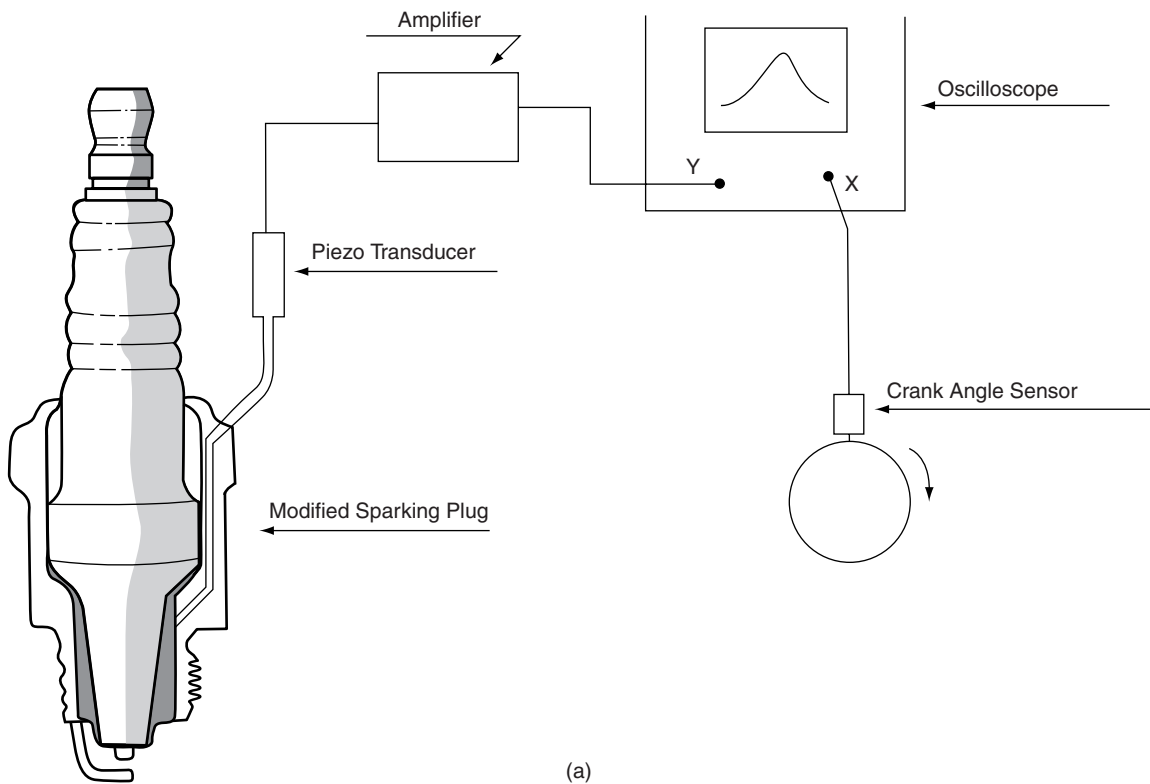 Amplifier
Oscilloscope
Y
X
Piezo Transducer
Crank Angle Sensor
Modified Sparking Plug
(a)